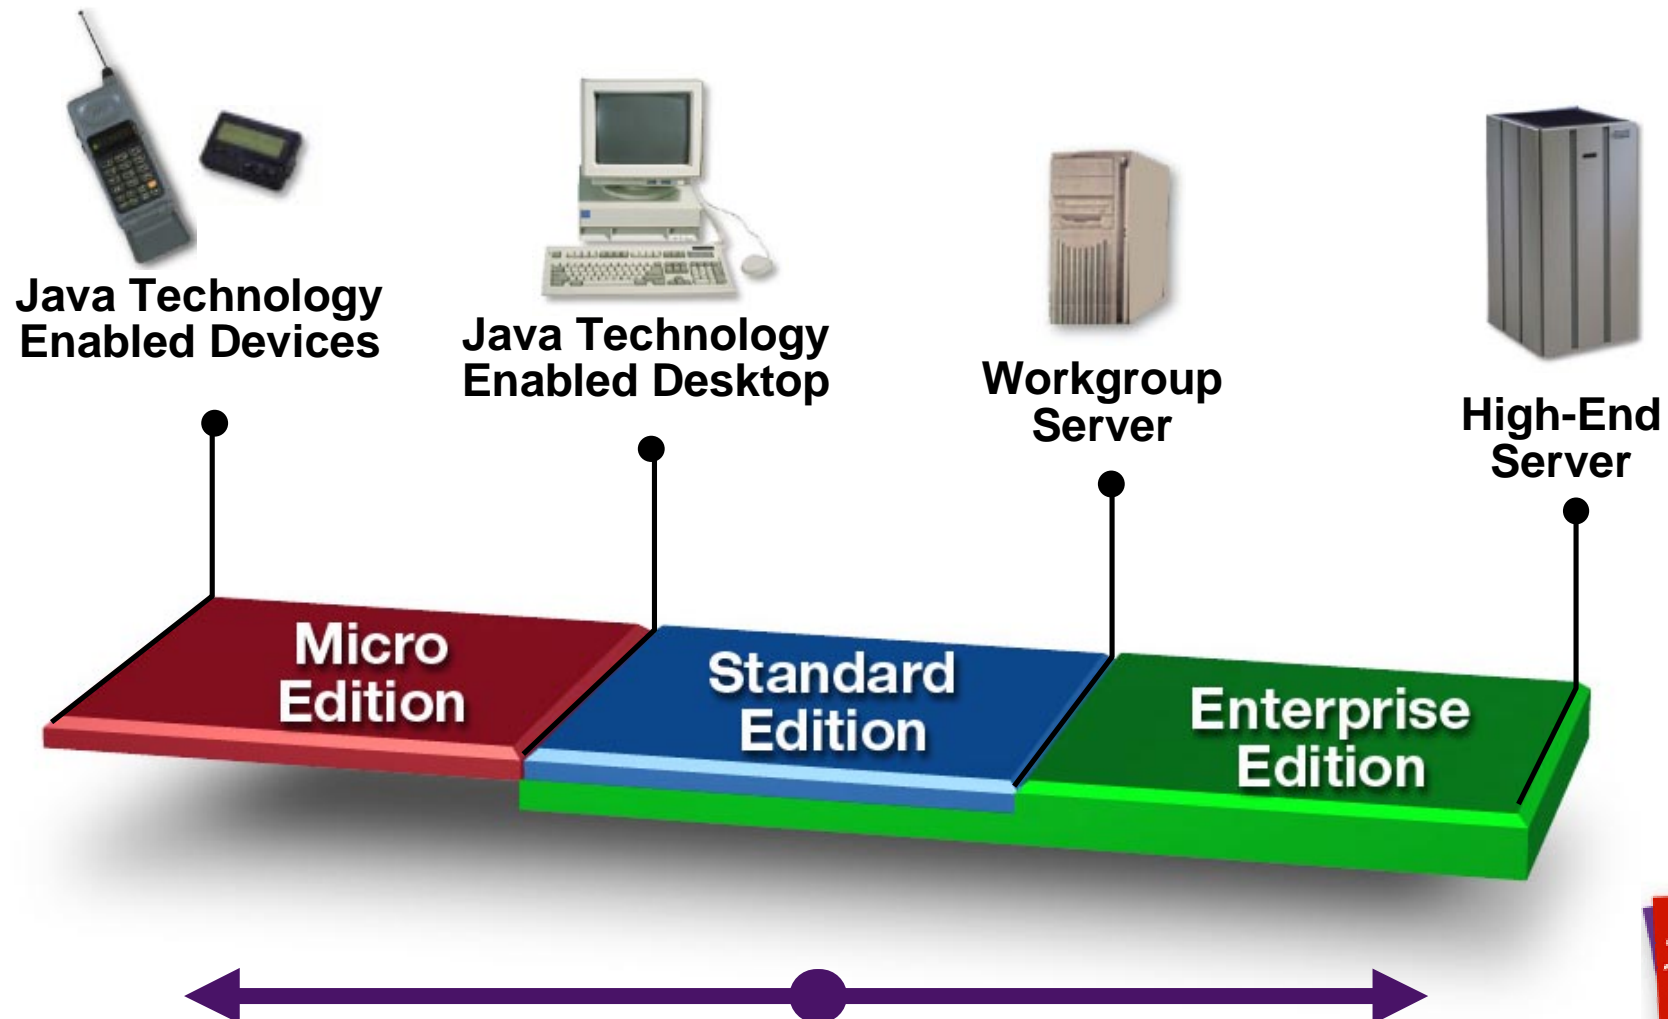 Java Technology
Enabled Devices
Java Technology
Enabled Desktop
Workgroup
Server
High-End
Server
Micro
Edition
Standard
Edition
Enterprise
Edition